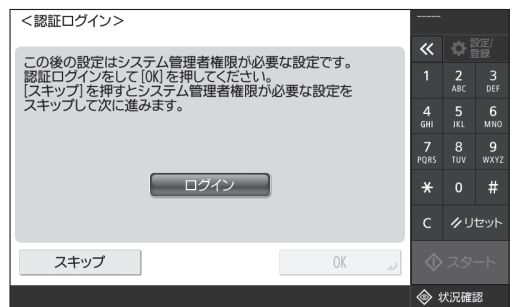 <認証ログイン>
この後の設定はシステム管理者権限が必要な設定です。
認証ログインをして[OK]を押してください。
[スキップ]を押すとシステム管理者権限が必要な設定を
スキップして次に進みます。
ログイン
スキップ
OK
-----
設定/
登録
1 2 3
ABC DEF
4 5 6
GHI JKL MNO
7 8 9
PQRS TUV WXYZ
* 0 #
C リセット
スタート
状況確認